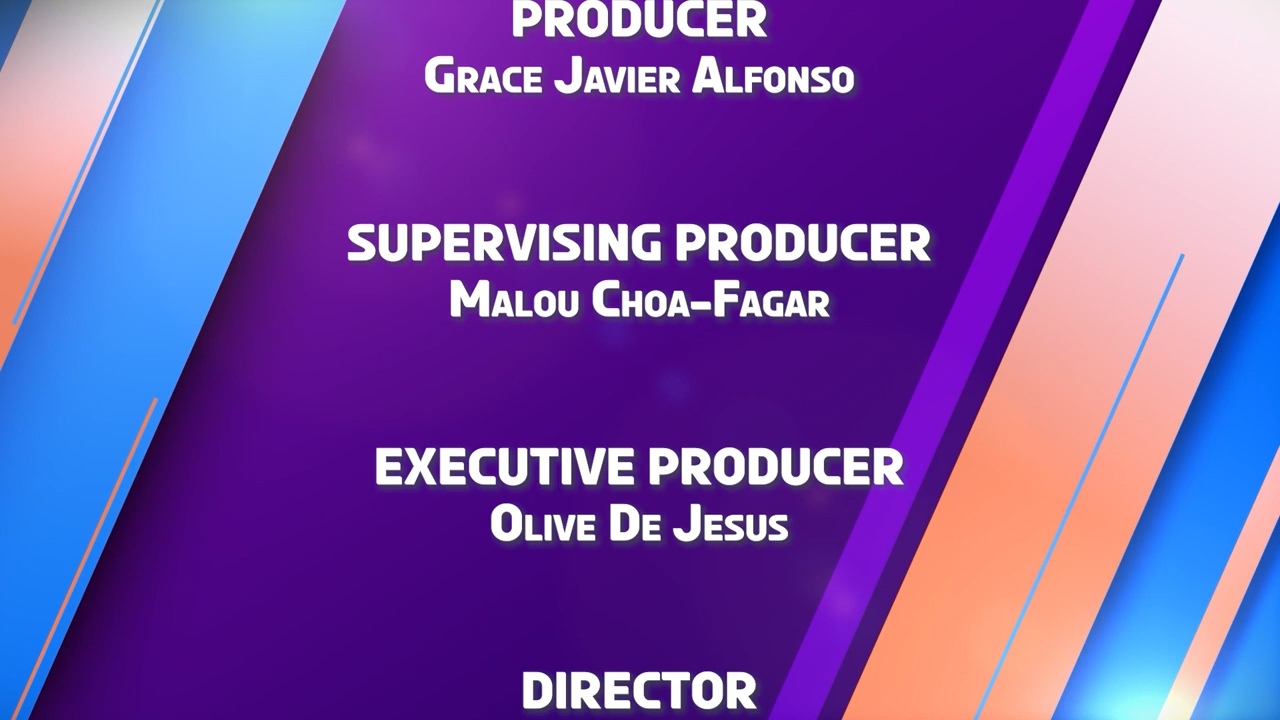 PRODUCER
Grace Javier Alfonso
SUPERVISING PRODUCER
Malou Choa-Fagar
EXECUTIVE PRODUCER
Olive De Jesus
DIRECTOR